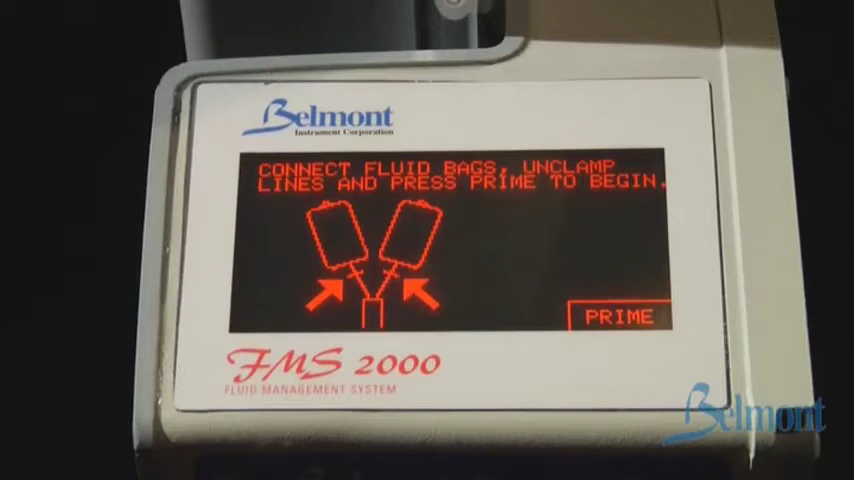 Belmont
Instrument Corporation
CONNECT FLUID BAGS, UNCLAMP
LINES AND PRESS PRIME TO BEGIN.
PRIME
FMS 2000
FLUID MANAGEMENT SYSTEM
Belmont